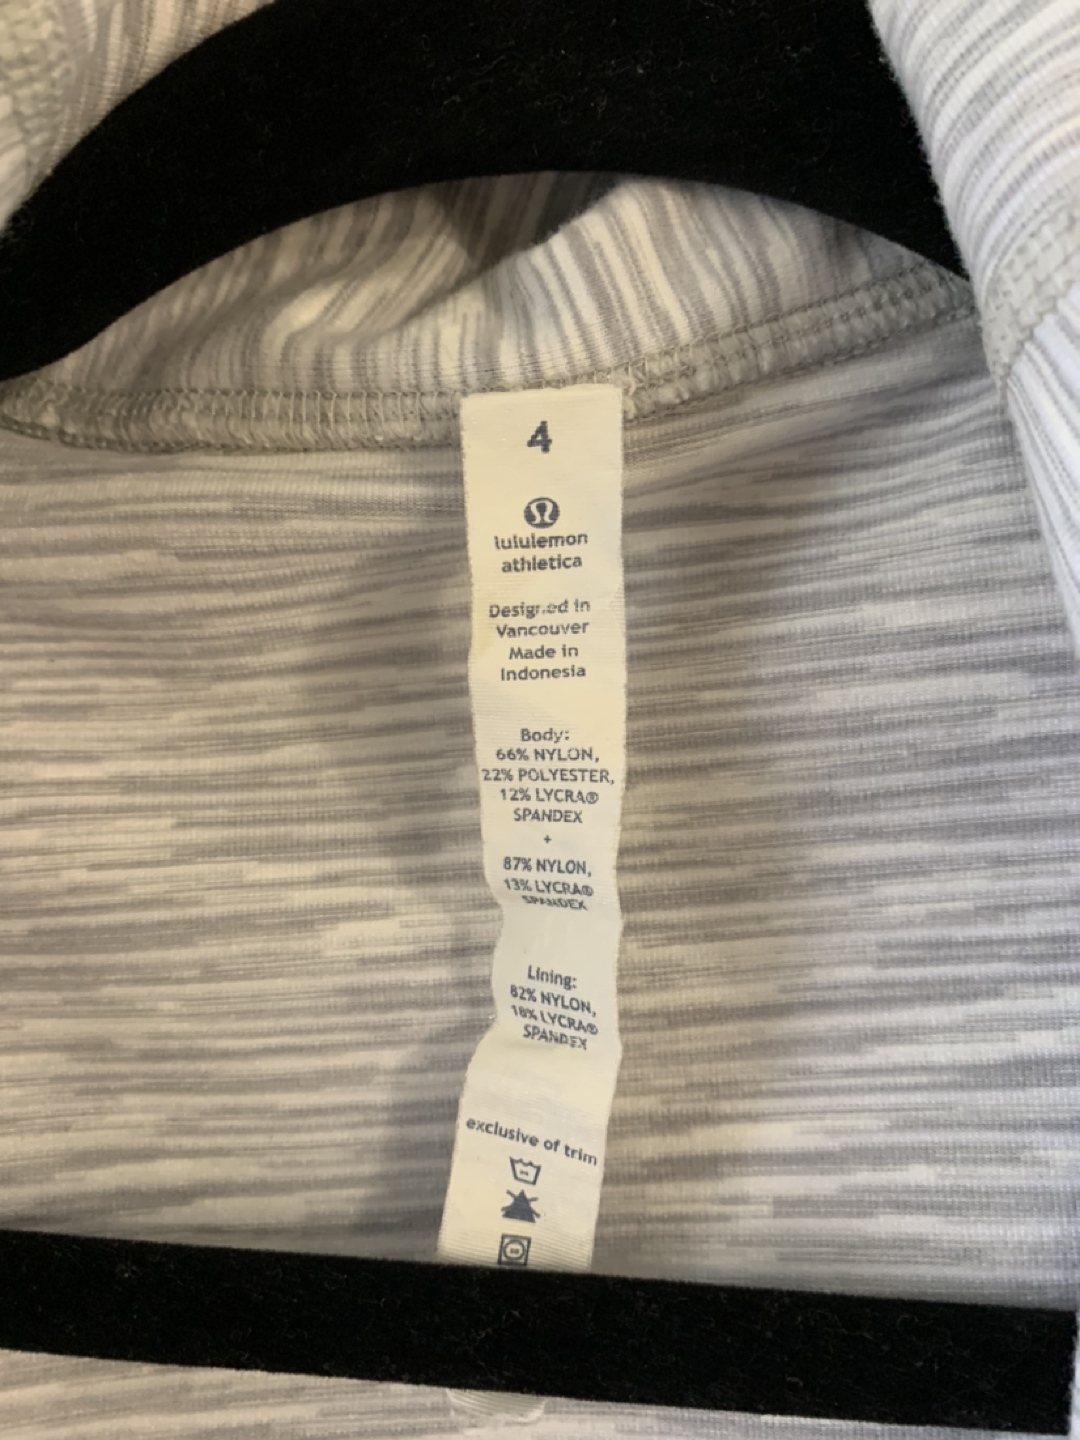 4
lululemon
athletica
Designed in
Vancouver
Made in
Indonesia
Body:
66% NYLON,
22% POLYESTER,
12% LYCRA®
SPANDEX
+
87% NYLON,
13% LYCRA®
SPANDEX
Lining:
82% NYLON,
18% LYCRA®
SPANDEX
exclusive of trim